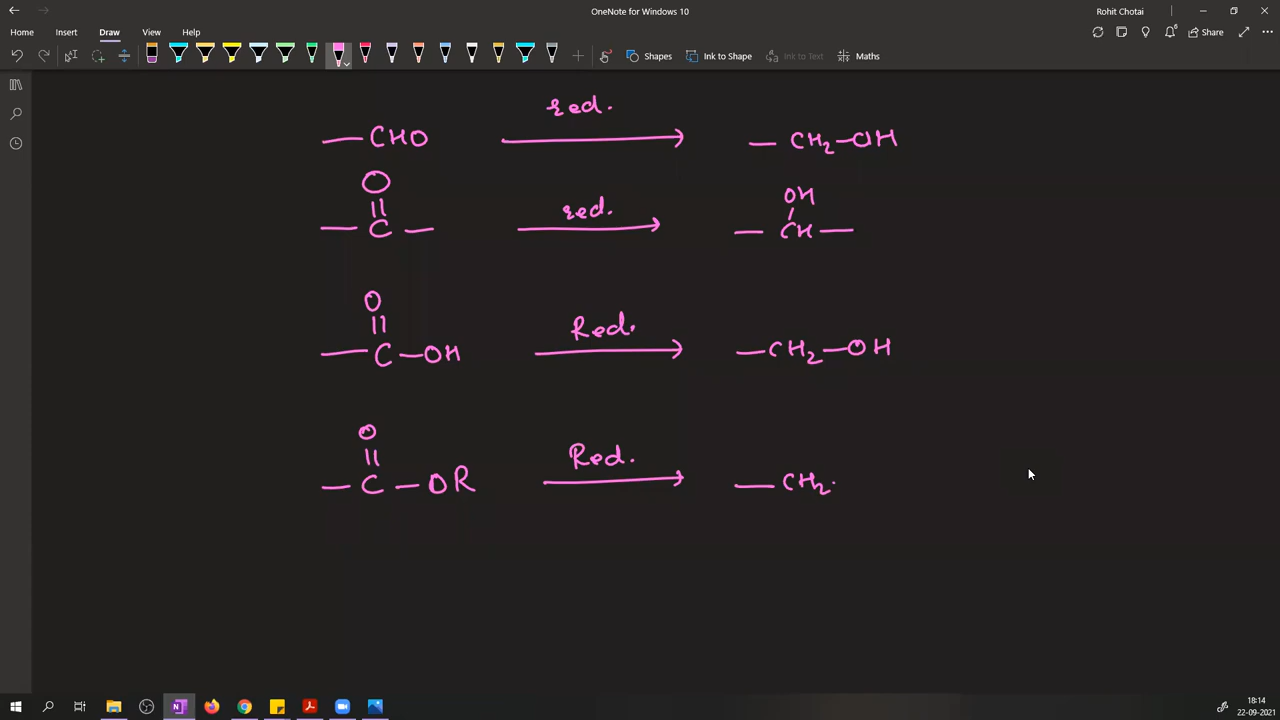 OneNote for Windows 10
Rohit Chotai
Home Insert Draw View Help
Share
Shapes Ink to Shape Ink to Text Maths
red.
—CHO ⟶ — CH₂—OH
O
||
— C — red. ⟶ — CH —
OH
/
O
||
— C—OH Red. ⟶ —CH₂—OH
O
||
— C — OR Red. ⟶ —CH₂.
18:14
22-09-2021